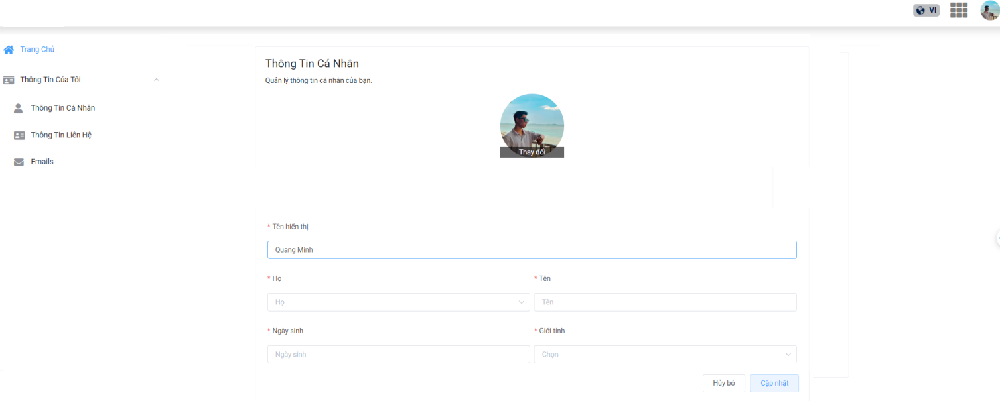 VI
Trang Chủ
Thông Tin Của Tôi
Thông Tin Cá Nhân
Thông Tin Liên Hệ
Emails
Thông Tin Cá Nhân
Quản lý thông tin cá nhân của bạn.
Thay đổi
* Tên hiển thị
Quang Minh
* Họ
* Tên
Họ
Tên
* Ngày sinh
* Giới tính
Ngày sinh
Chọn
Hủy bỏ
Cập nhật